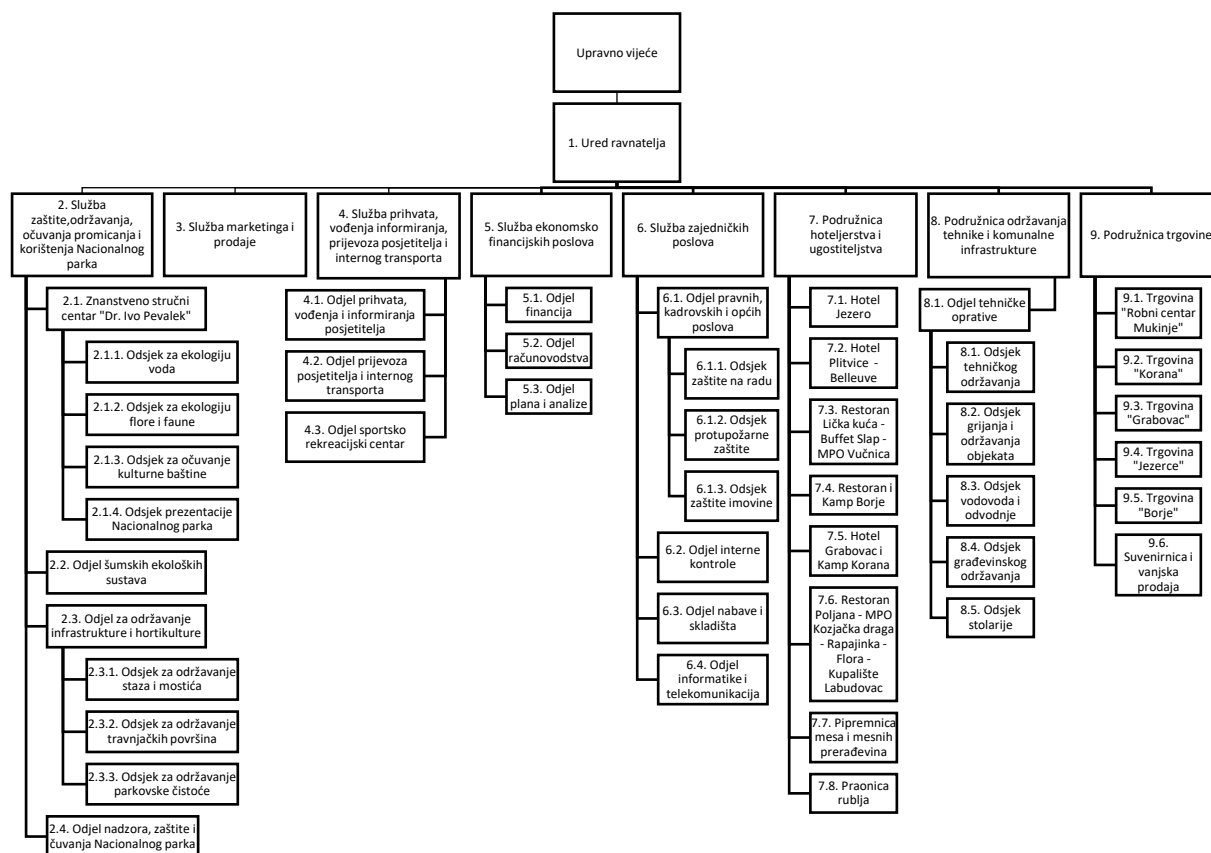 Upravno vijeće
1. Ured ravnatelja
2. Služba
zaštite,održavanja,
očuvanja promicanja i
korištenja Nacionalnog
parka
2.1. Znanstveno stručni
centar "Dr. Ivo Pevalek"
2.1.1. Odsjek za ekologiju
voda
2.1.2. Odsjek za ekologiju
flore i faune
2.1.3. Odsjek za očuvanje
kulturne baštine
2.1.4. Odsjek prezentacije
Nacionalnog parka
2.2. Odjel šumskih ekoloških
sustava
2.3. Odjel za održavanje
infrastrukture i hortikulture
2.3.1. Odsjek za održavanje
staza i mostića
2.3.2. Odsjek za održavanje
travnjačkih površina
2.3.3. Odsjek za održavanje
parkovske čistoće
2.4. Odjel nadzora, zaštite i
čuvanja Nacionalnog parka
3. Služba marketinga i
prodaje
4. Služba prihvata,
vođenja informiranja,
prijevoza posjetitelja i
internog transporta
4.1. Odjel prihvata,
vođenja i informiranja
posjetitelja
4.2. Odjel prijevoza
posjetitelja i internog
transporta
4.3. Odjel sportsko
rekreacijski centar
5. Služba ekonomsko
financijskih poslova
5.1. Odjel
financija
5.2. Odjel
računovodstva
5.3. Odjel
plana i analize
6. Služba zajedničkih
poslova
6.1. Odjel pravnih,
kadrovskih i općih
poslova
6.1.1. Odsjek
zaštite na radu
6.1.2. Odsjek
protupožarne
zaštite
6.1.3. Odsjek
zaštite imovine
6.2. Odjel interne
kontrole
6.3. Odjel nabave i
skladišta
6.4. Odjel
informatike i
telekomunikacija
7. Podružnica
hoteljerstva i
ugostiteljstva
7.1. Hotel
Jezero
7.2. Hotel
Plitvice -
Belleuve
7.3. Restoran
Lička kuća -
Buffet Slap -
MPO Vučnica
7.4. Restoran i
Kamp Borje
7.5. Hotel
Grabovac i
Kamp Korana
7.6. Restoran
Poljana - MPO
Kozjačka draga
- Rapajinka -
Flora -
Kupalište
Labudovac
7.7. Pipremnica
mesa i mesnih
prerađevina
7.8. Praonica
rublja
8. Podružnica održavanja
tehnike i komunalne
infrastrukture
8.1. Odjel tehničke
oprative
8.1. Odsjek
tehničkog
održavanja
8.2. Odsjek
grijanja i
održavanja
objekata
8.3. Odsjek
vodovoda i
odvodnje
8.4. Odsjek
građevinskog
održavanja
8.5. Odsjek
stolarije
9. Podružnica trgovine
9.1. Trgovina
"Robni centar
Mukinje"
9.2. Trgovina
"Korana"
9.3. Trgovina
"Grabovac"
9.4. Trgovina
"Jezerce"
9.5. Trgovina
"Borje"
9.6.
Suvenirnica i
vanjska
prodaja